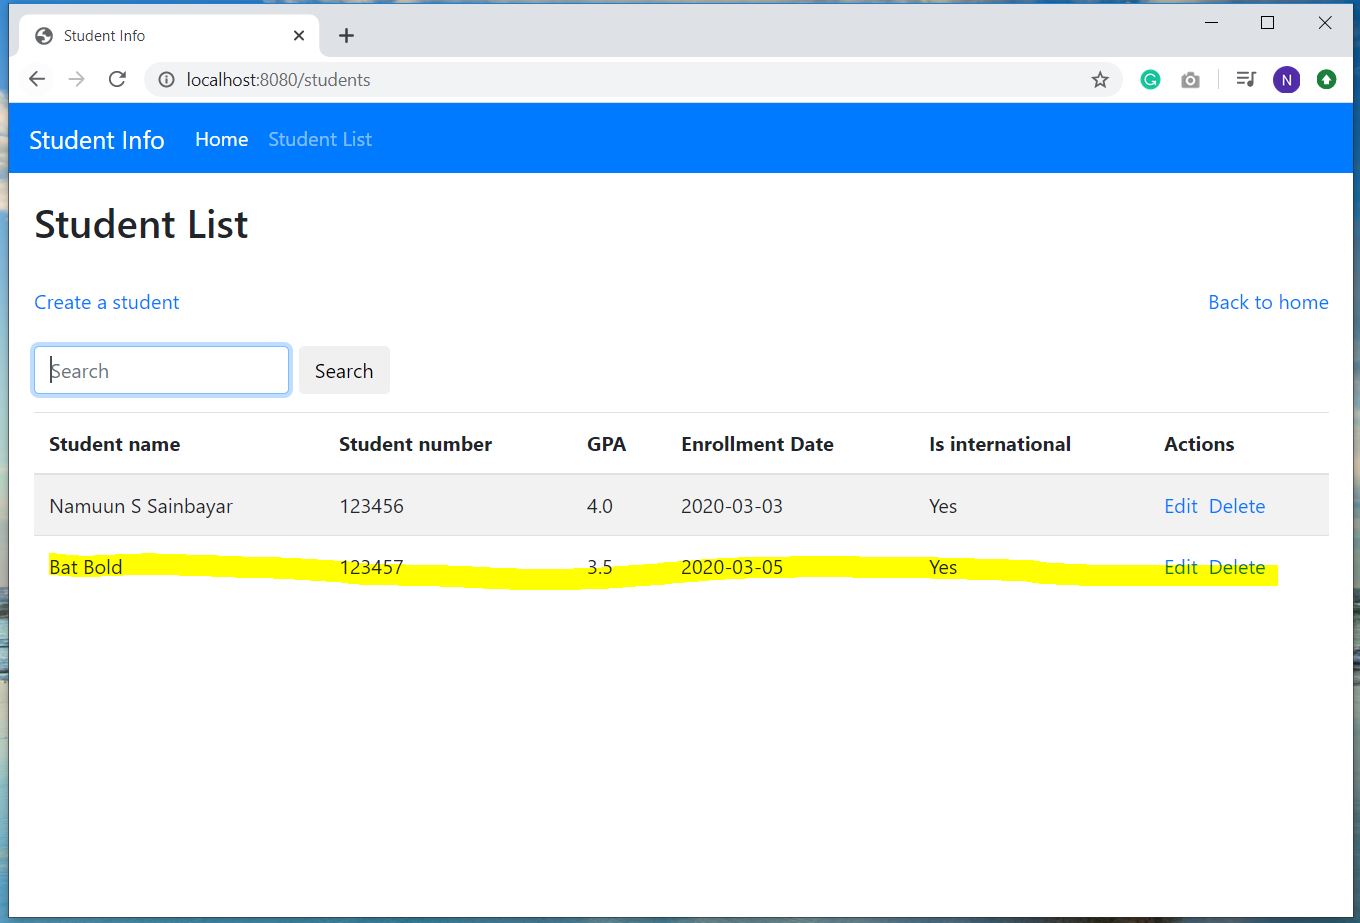 Student Info
localhost:8080/students
N
Student Info Home Student List
Student List
Create a student Back to home
Search Search
Student name Student number GPA Enrollment Date Is international Actions
Namuun S Sainbayar 123456 4.0 2020-03-03 Yes Edit Delete
Bat Bold 123457 3.5 2020-03-05 Yes Edit Delete